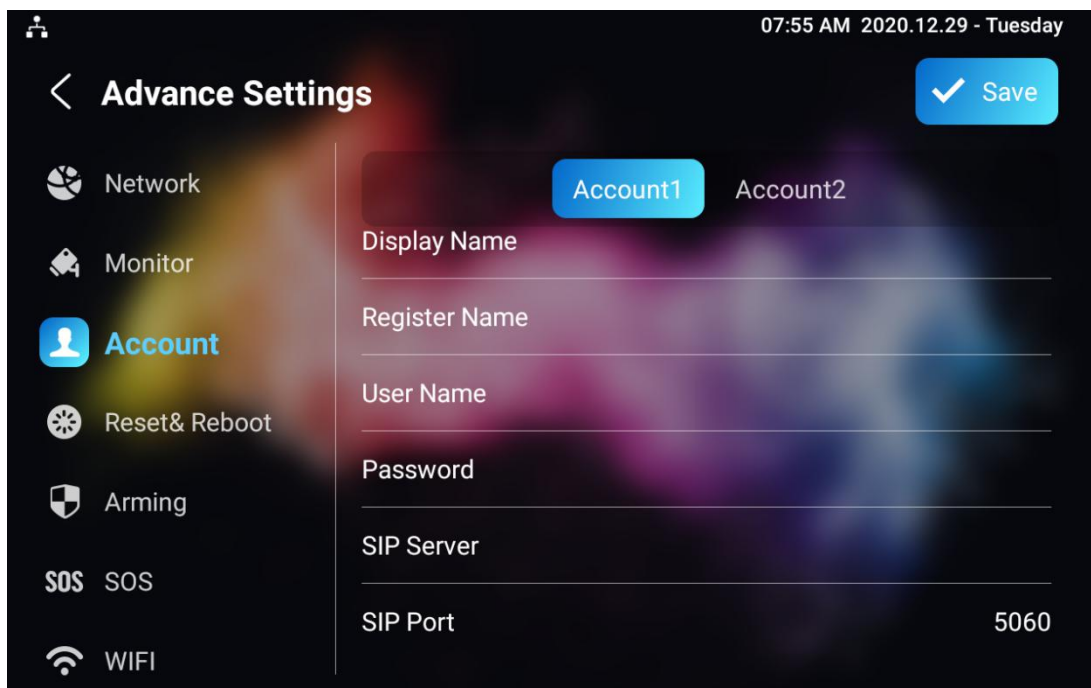 07:55 AM 2020.12.29 - Tuesday
Advance Settings
Save
Network
Monitor
Account
Reset& Reboot
Arming
SOS SOS
WIFI
Account1 Account2
Display Name
Register Name
User Name
Password
SIP Server
SIP Port 5060